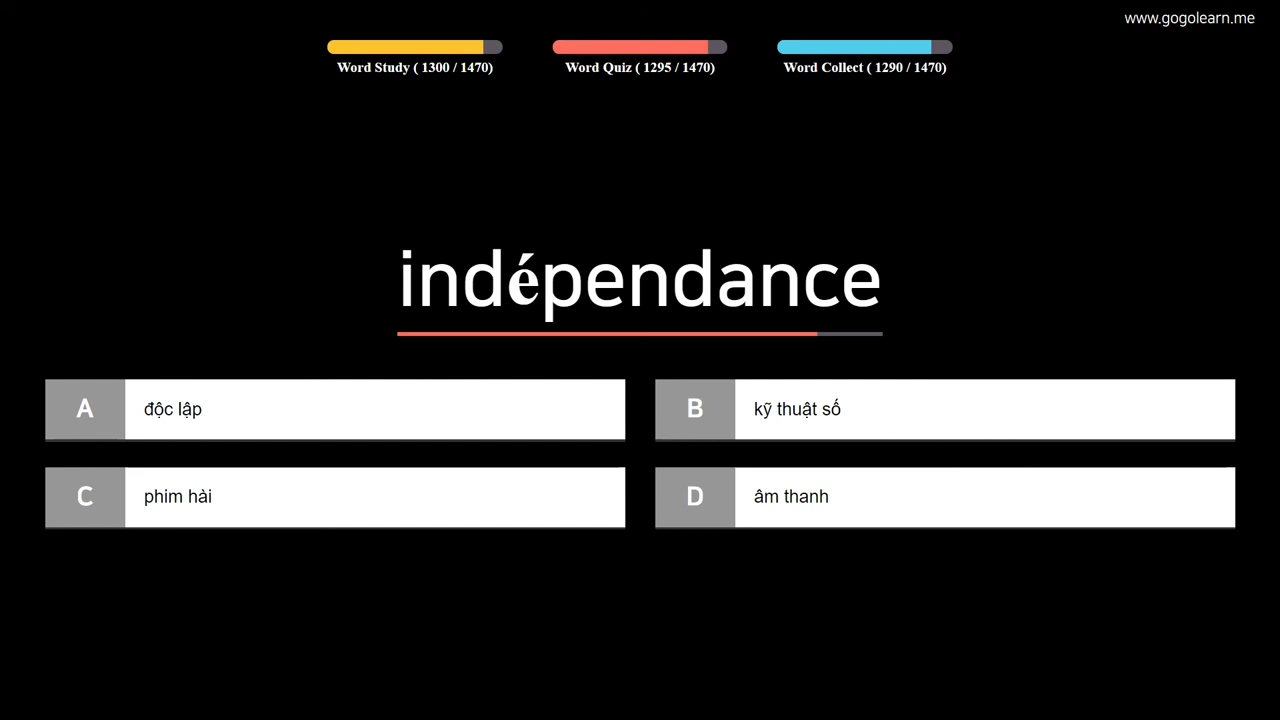 www.gogolearn.me
Word Study ( 1300 / 1470)
Word Quiz ( 1295 / 1470)
Word Collect ( 1290 / 1470)
indépendance
A độc lập
B kỹ thuật số
C phim hài
D âm thanh